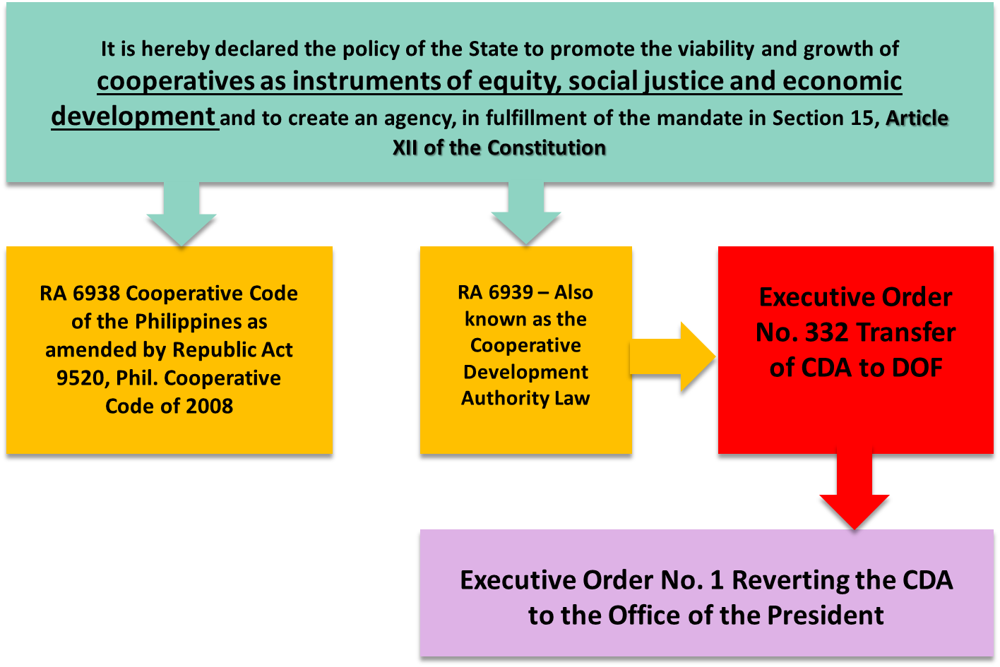 It is hereby declared the policy of the State to promote the viability and growth of
cooperatives as instruments of equity, social justice and economic
development and to create an agency, in fulfillment of the mandate in Section 15, Article
XII of the Constitution
RA 6938 Cooperative Code
of the Philippines as
amended by Republic Act
9520, Phil. Cooperative
Code of 2008
RA 6939 – Also
known as the
Cooperative
Development
Authority Law
Executive Order
No. 332 Transfer
of CDA to DOF
Executive Order No. 1 Reverting the CDA
to the Office of the President